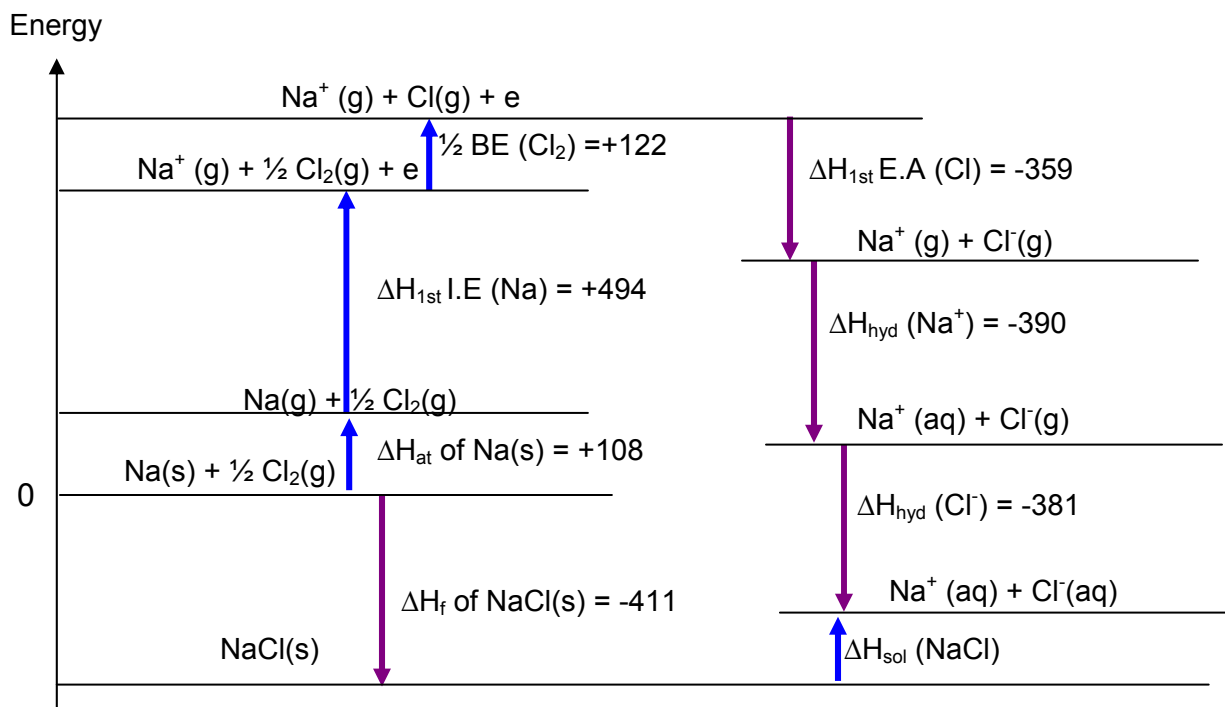 Energy
Na⁺ (g) + Cl(g) + e
½ BE (Cl₂) =+122
Na⁺ (g) + ½ Cl₂(g) + e
ΔH₁ₛₜ E.A (Cl) = -359
Na⁺ (g) + Cl⁻(g)
ΔH₁ₛₜ I.E (Na) = +494
ΔHₕyd (Na⁺) = -390
Na(g) + ½ Cl₂(g)
Na⁺ (aq) + Cl⁻(g)
ΔHₐₜ of Na(s) = +108
Na(s) + ½ Cl₂(g)
0
ΔHₕyd (Cl⁻) = -381
Na⁺ (aq) + Cl⁻(aq)
ΔHf of NaCl(s) = -411
NaCl(s)
ΔHₛₒₗ (NaCl)